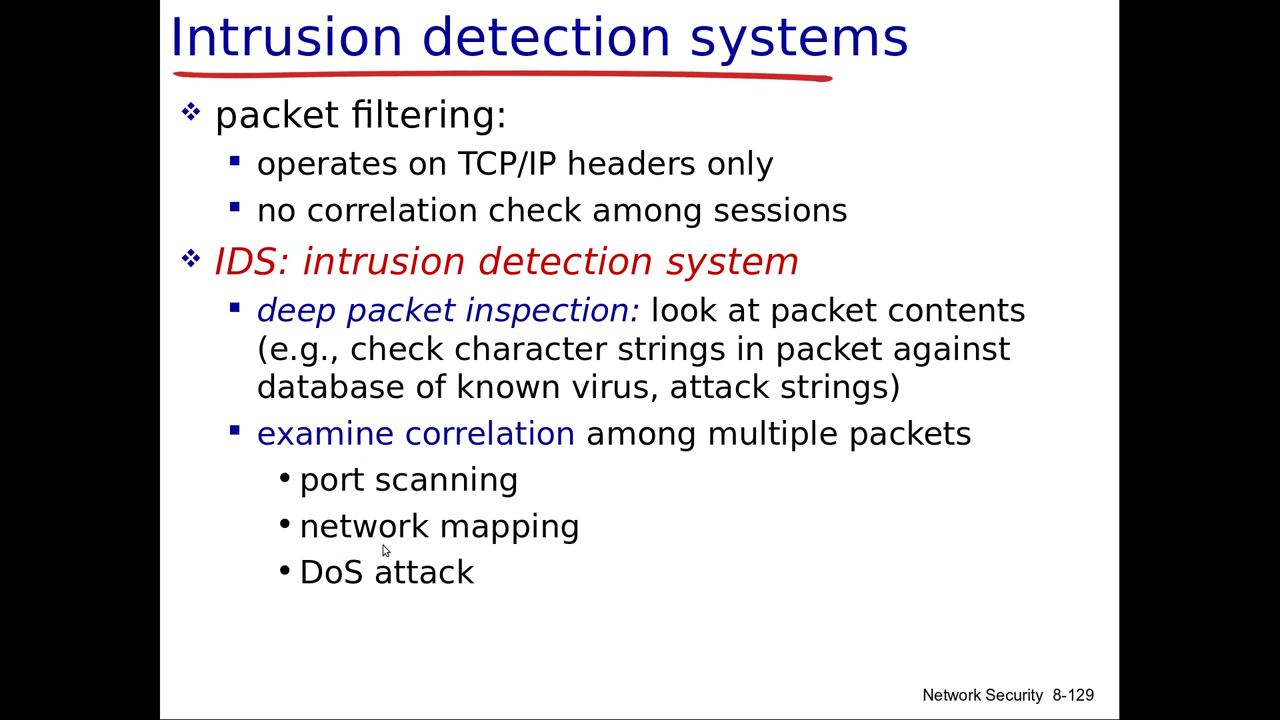 Intrusion detection systems
packet filtering:
operates on TCP/IP headers only
no correlation check among sessions
IDS: intrusion detection system
deep packet inspection: look at packet contents
(e.g., check character strings in packet against
database of known virus, attack strings)
examine correlation among multiple packets
• port scanning
• network mapping
• DoS attack
Network Security 8-129